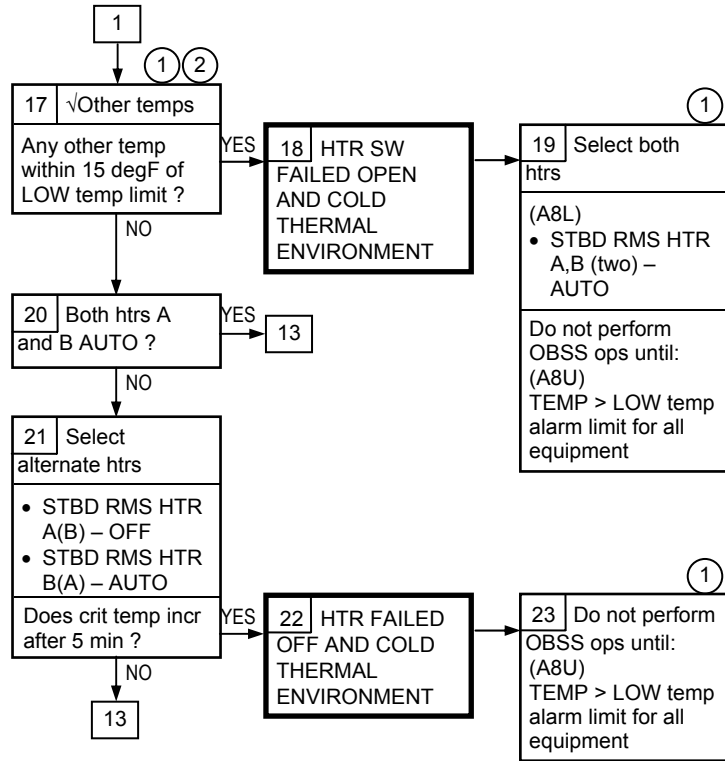 1
1 2
17 √Other temps
Any other temp
within 15 degF of
LOW temp limit ?
YES
NO
18 HTR SW
FAILED OPEN
AND COLD
THERMAL
ENVIRONMENT
1
19 Select both
htrs
(A8L)
• STBD RMS HTR
A,B (two) –
AUTO
Do not perform
OBSS ops until:
(A8U)
TEMP > LOW temp
alarm limit for all
equipment
20 Both htrs A
and B AUTO ?
YES
13
NO
21 Select
alternate htrs
• STBD RMS HTR
A(B) – OFF
• STBD RMS HTR
B(A) – AUTO
Does crit temp incr
after 5 min ?
YES
NO
13
22 HTR FAILED
OFF AND COLD
THERMAL
ENVIRONMENT
1
23 Do not perform
OBSS ops until:
(A8U)
TEMP > LOW temp
alarm limit for all
equipment